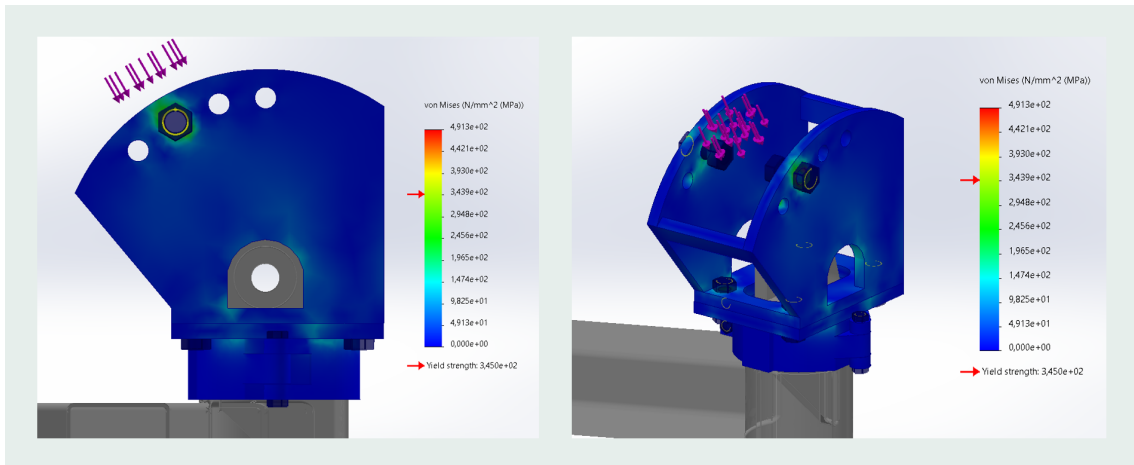 von Mises (N/mm^2 (MPa))
4,913e+02
4,421e+02
3,930e+02
3,439e+02
2,948e+02
2,456e+02
1,965e+02
1,474e+02
9,825e+01
4,913e+01
0,000e+00
Yield strength: 3,450e+02
von Mises (N/mm^2 (MPa))
4,913e+02
4,421e+02
3,930e+02
3,439e+02
2,948e+02
2,456e+02
1,965e+02
1,474e+02
9,825e+01
4,913e+01
0,000e+00
Yield strength: 3,450e+02